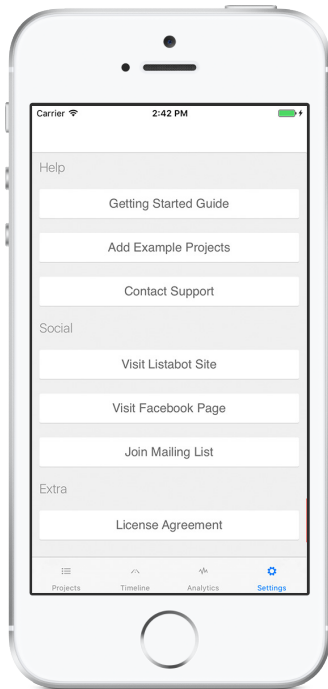 Carrier 2:42 PM
Help
Getting Started Guide
Add Example Projects
Contact Support
Social
Visit Listabot Site
Visit Facebook Page
Join Mailing List
Extra
License Agreement
Projects Timeline Analytics Settings